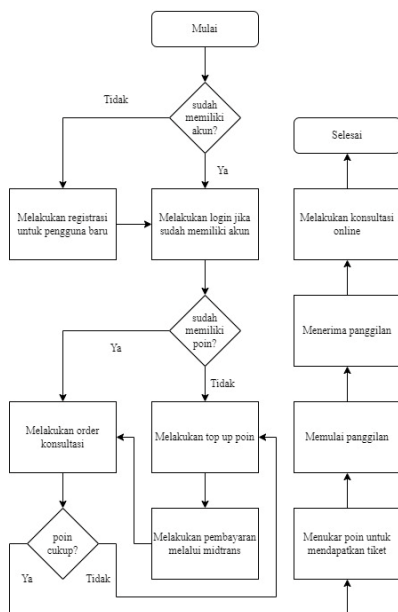 Mulai
Tidak
sudah
memiliki
akun?
Ya
Melakukan registrasi
untuk pengguna baru
Melakukan login jika
sudah memiliki akun
sudah
memiliki
poin?
Ya
Tidak
Melakukan order
konsultasi
Melakukan top up poin
Melakukan pembayaran
melalui midtrans
poin
cukup?
Ya
Tidak
Selesai
Melakukan konsultasi
online
Menerima panggilan
Memulai panggilan
Menukar poin untuk
mendapatkan tiket